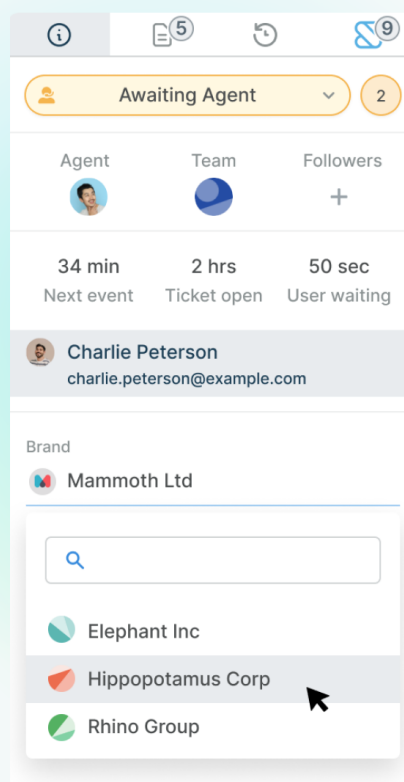 5
9
Awaiting Agent
2
Agent Team Followers
34 min 2 hrs 50 sec
Next event Ticket open User waiting
Charlie Peterson
charlie.peterson@example.com
Brand
Mammoth Ltd
Elephant Inc
Hippopotamus Corp
Rhino Group